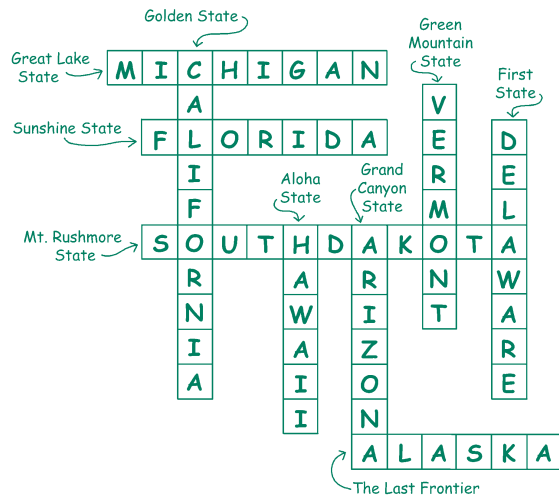 Golden State
Great Lake
State
MICHIGAN
Green
Mountain
State
First
State
CALIFORNIA
VERMONT
Sunshine State
FLORIDA
DELAWARE
Aloha
State
Grand
Canyon
State
Mt. Rushmore
State
SOUTHDAKOTA
HAWAII
ARIZONA
ALASKA
The Last Frontier